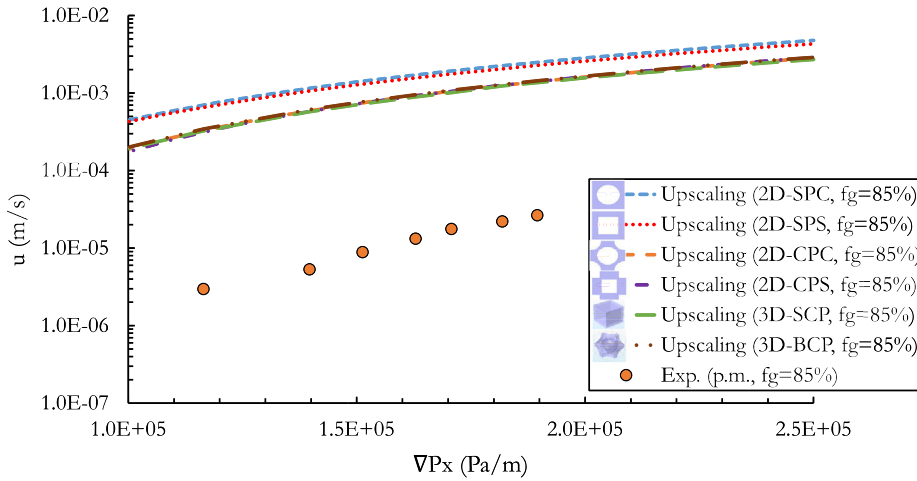 1.0E-02
1.0E-03
1.0E-04
1.0E-05
1.0E-06
1.0E-07
u (m/s)
1.0E+05
1.5E+05
2.0E+05
2.5E+05
∇Px (Pa/m)
Upscaling (2D-SPC, fg=85%)
Upscaling (2D-SPS, fg=85%)
Upscaling (2D-CPC, fg=85%)
Upscaling (2D-CPS, fg=85%)
Upscaling (3D-SCP, fg=85%)
Upscaling (3D-BCP, fg=85%)
Exp. (p.m., fg=85%)